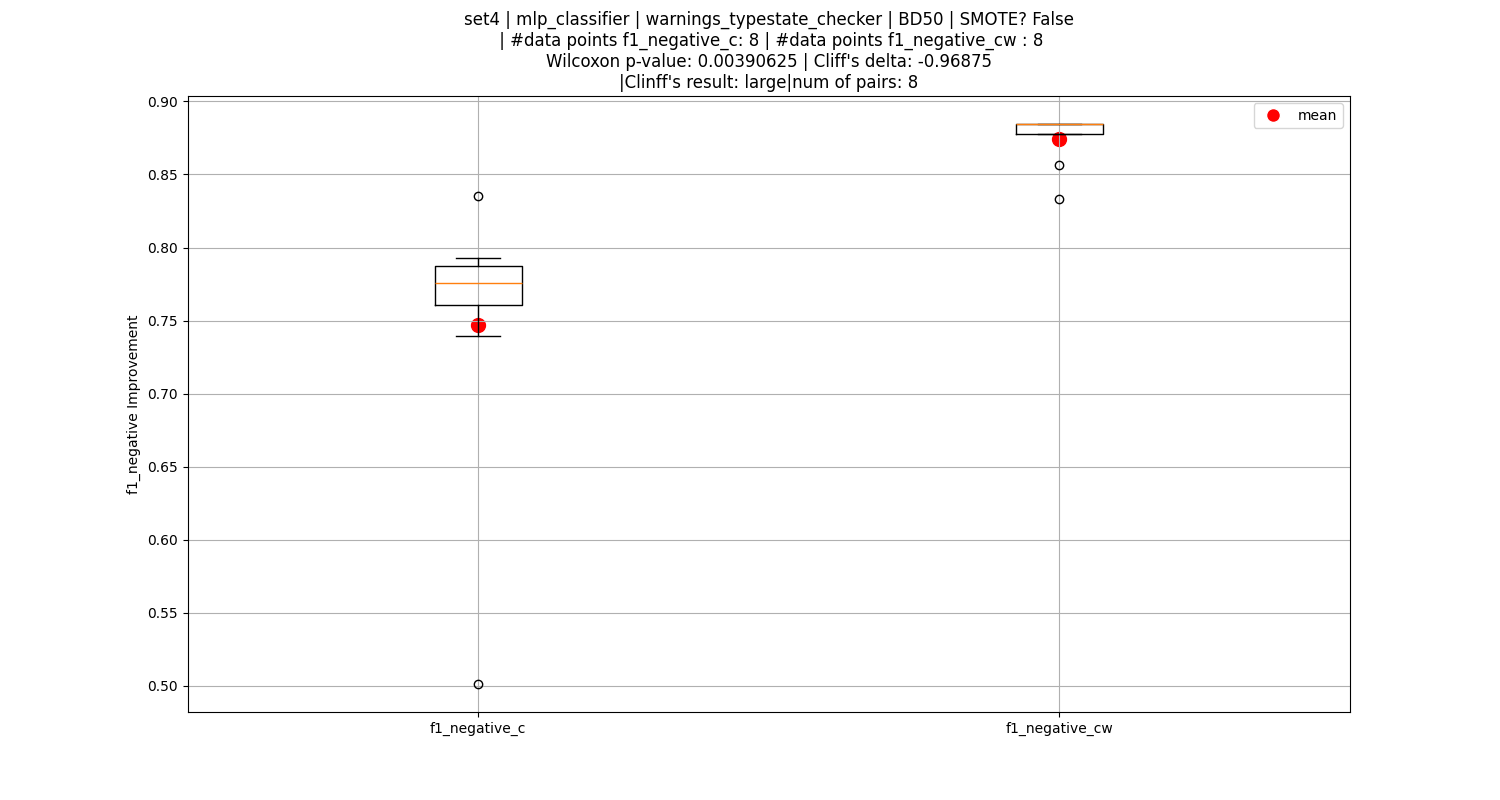 set4 | mlp_classifier | warnings_typestate_checker | BD50 | SMOTE? False
| #data points f1_negative_c: 8 | #data points f1_negative_cw : 8
Wilcoxon p-value: 0.00390625 | Cliff's delta: -0.96875
|Clinff's result: large|num of pairs: 8
mean
f1_negative Improvement
0.90
0.85
0.80
0.75
0.70
0.65
0.60
0.55
0.50
f1_negative_c
f1_negative_cw